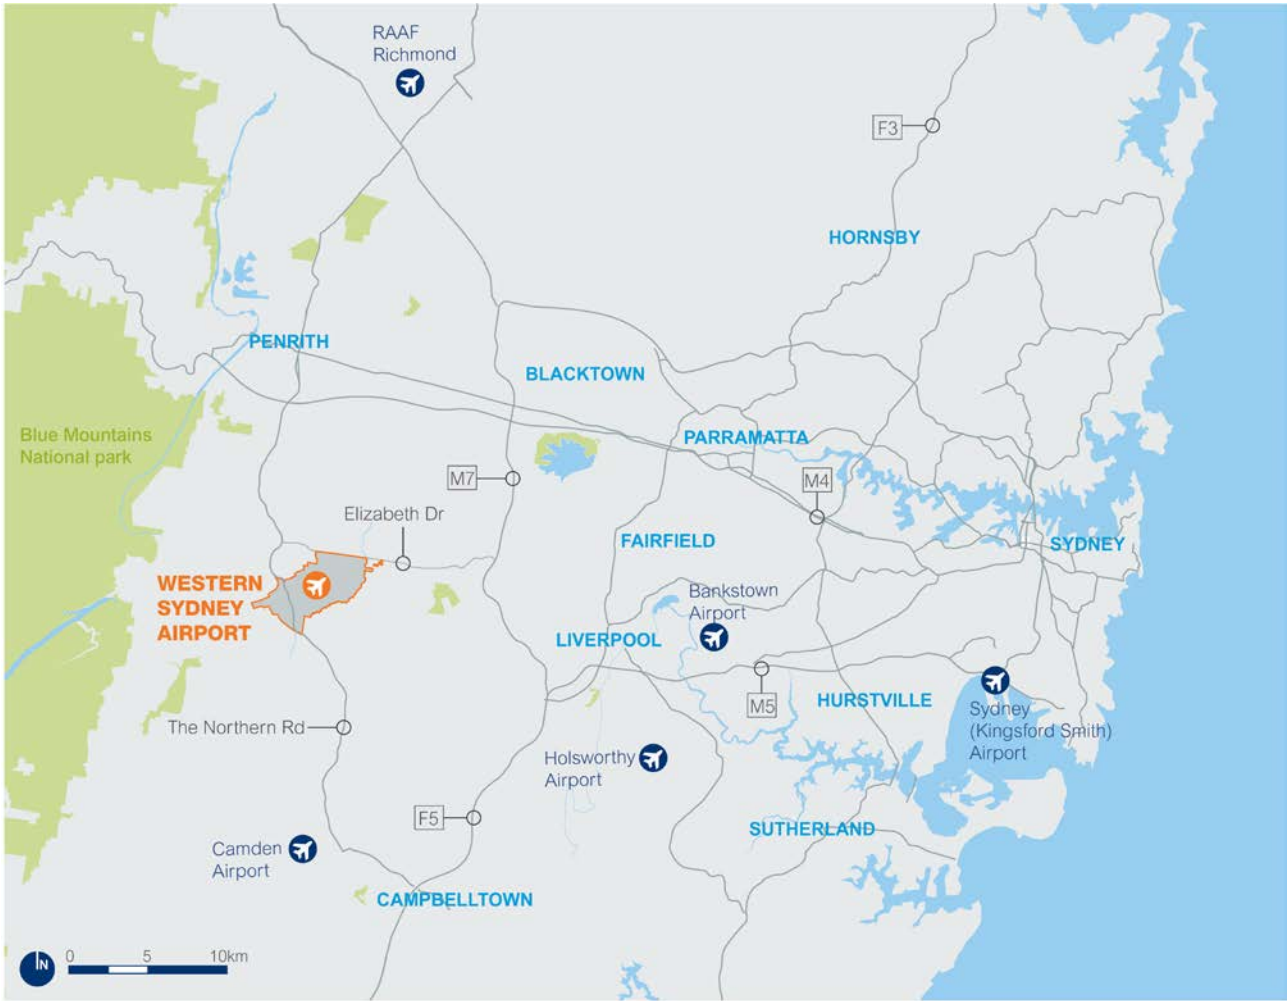 RAAF
Richmond
F3
HORNSBY
PENRITH
BLACKTOWN
Blue Mountains
National park
PARRAMATTA
M7
M4
Elizabeth Dr
FAIRFIELD
SYDNEY
WESTERN
SYDNEY
AIRPORT
Bankstown
Airport
LIVERPOOL
HURSTVILLE
M5
Sydney
(Kingsford Smith)
Airport
The Northern Rd
Holsworthy
Airport
F5
SUTHERLAND
Camden
Airport
CAMPBELLTOWN
N
0 5 10km